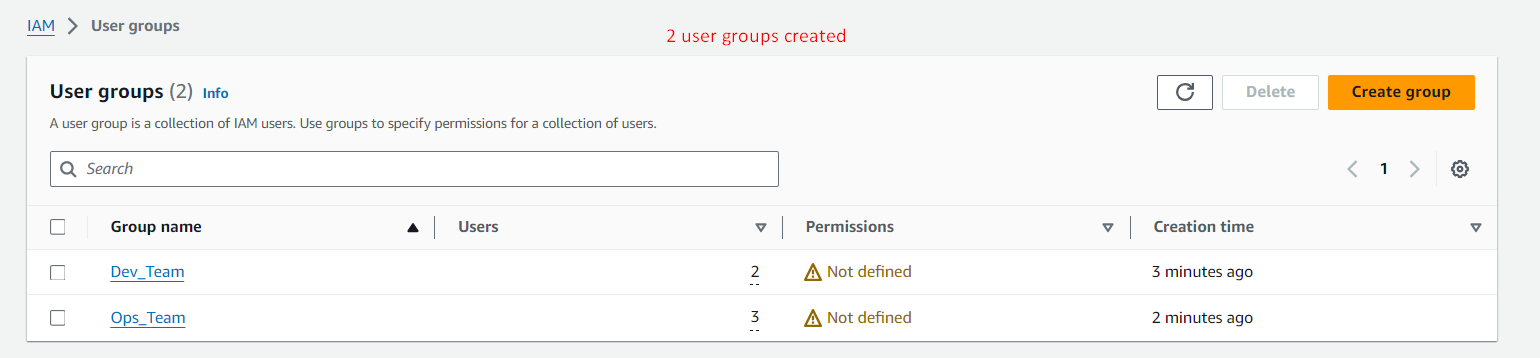 IAM > User groups
2 user groups created
User groups (2) Info
Delete
Create group
A user group is a collection of IAM users. Use groups to specify permissions for a collection of users.
Search
1
Group name Users Permissions Creation time
Dev_Team 2 Not defined 3 minutes ago
Ops_Team 3 Not defined 2 minutes ago